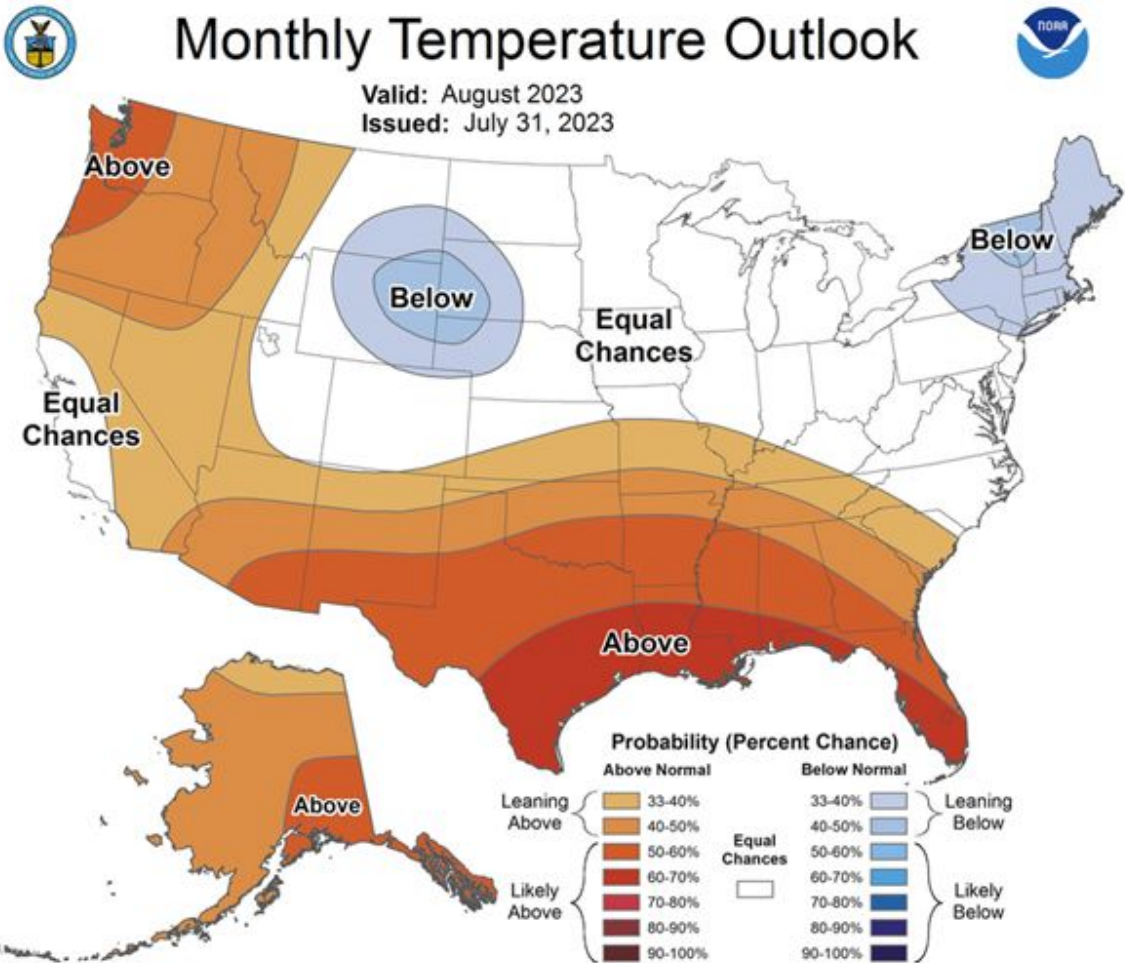 Monthly Temperature Outlook
NOAA
Valid: August 2023
Issued: July 31, 2023
Above
Below
Below
Equal
Chances
Equal
Chances
Above
Above
Probability (Percent Chance)
Above Normal
Below Normal
Leaning
Above
33-40%
40-50%
Likely
Above
50-60%
60-70%
70-80%
80-90%
90-100%
Equal
Chances
33-40%
40-50%
Leaning
Below
50-60%
60-70%
70-80%
80-90%
90-100%
Likely
Below